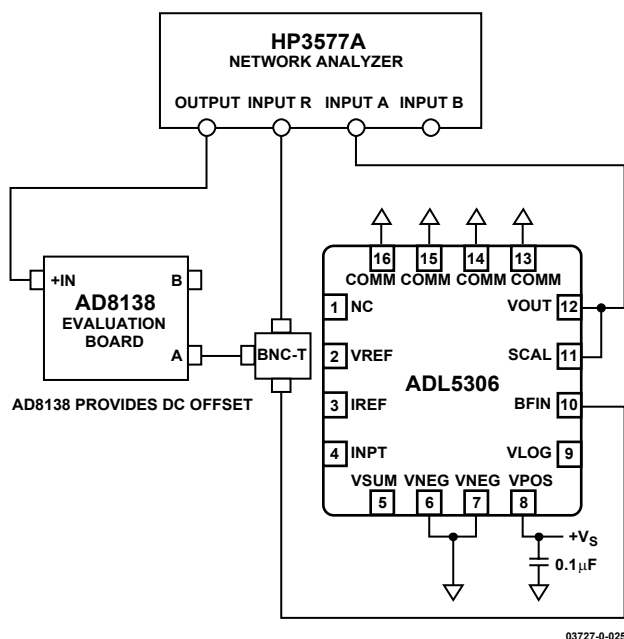 HP3577A
NETWORK ANALYZER
OUTPUT INPUT R INPUT A INPUT B
16 15 14 13
COMM COMM COMM COMM
+IN B
AD8138
EVALUATION
BOARD
A
AD8138 PROVIDES DC OFFSET
BNC-T
1 NC
2 VREF
3 IREF
4 INPT
ADL5306
VOUT 12
SCAL 11
BFIN 10
VLOG 9
VSUM VNEG VNEG VPOS
5 6 7 8
+VS
0.1µF
03727-0-025